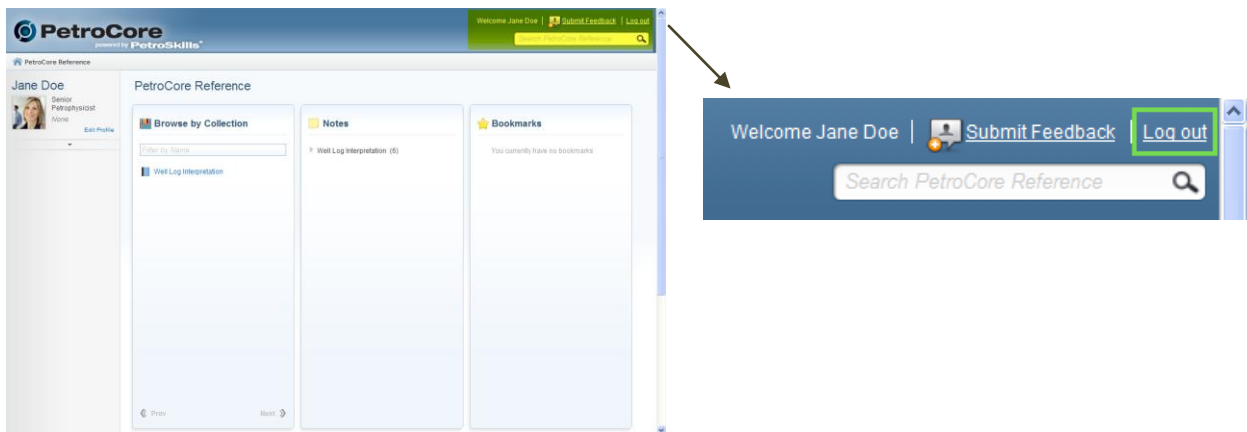 PetroCore
powered by PetroSkills®
Welcome Jane Doe | Submit Feedback | Log out
Search PetroCore Reference
PetroCore Reference
Jane Doe
Senior
Petrophysicist
None
Edit Profile
PetroCore Reference
Browse by Collection
Filter by Name
Well Log Interpretation
Prev
Next
Notes
Well Log Interpretation (6)
Bookmarks
You currently have no bookmarks
Welcome Jane Doe | Submit Feedback | Log out
Search PetroCore Reference